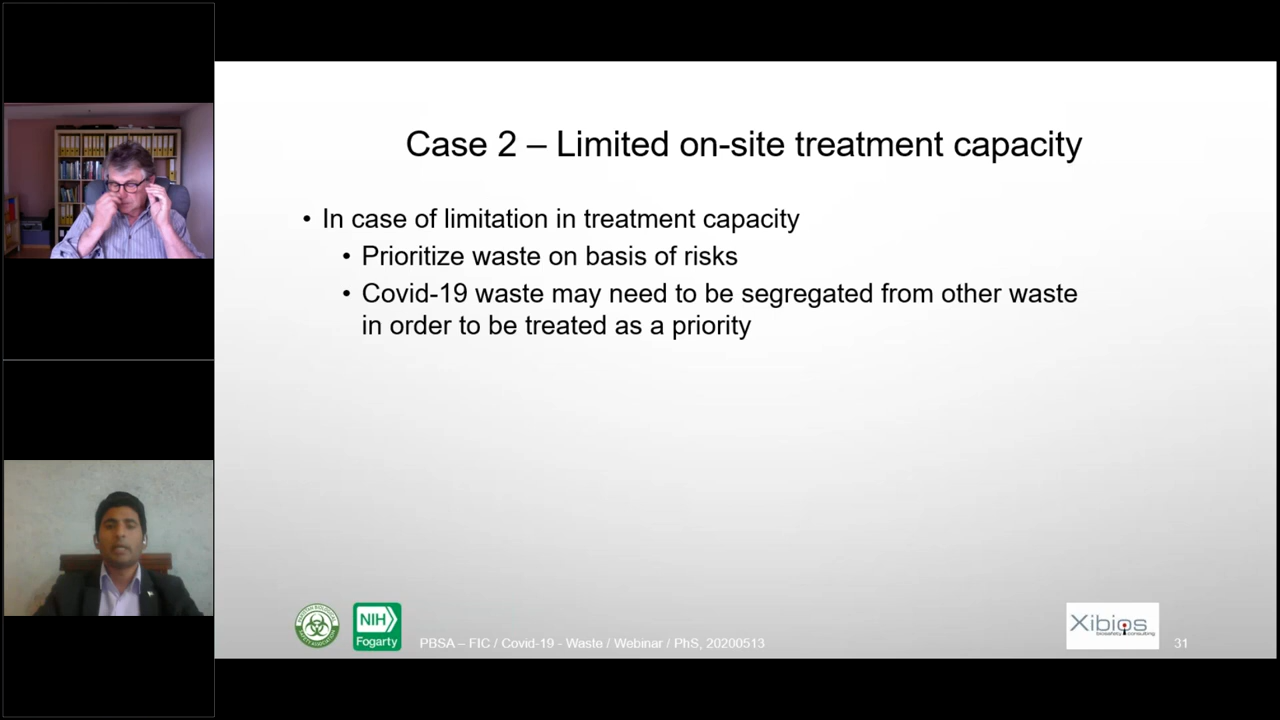 Case 2 – Limited on-site treatment capacity
• In case of limitation in treatment capacity
• Prioritize waste on basis of risks
• Covid-19 waste may need to be segregated from other waste
in order to be treated as a priority
NIH
Fogarty
PBSA – FIC / Covid-19 - Waste / Webinar / PhS, 20200513
Xibios
biosafety consulting
31